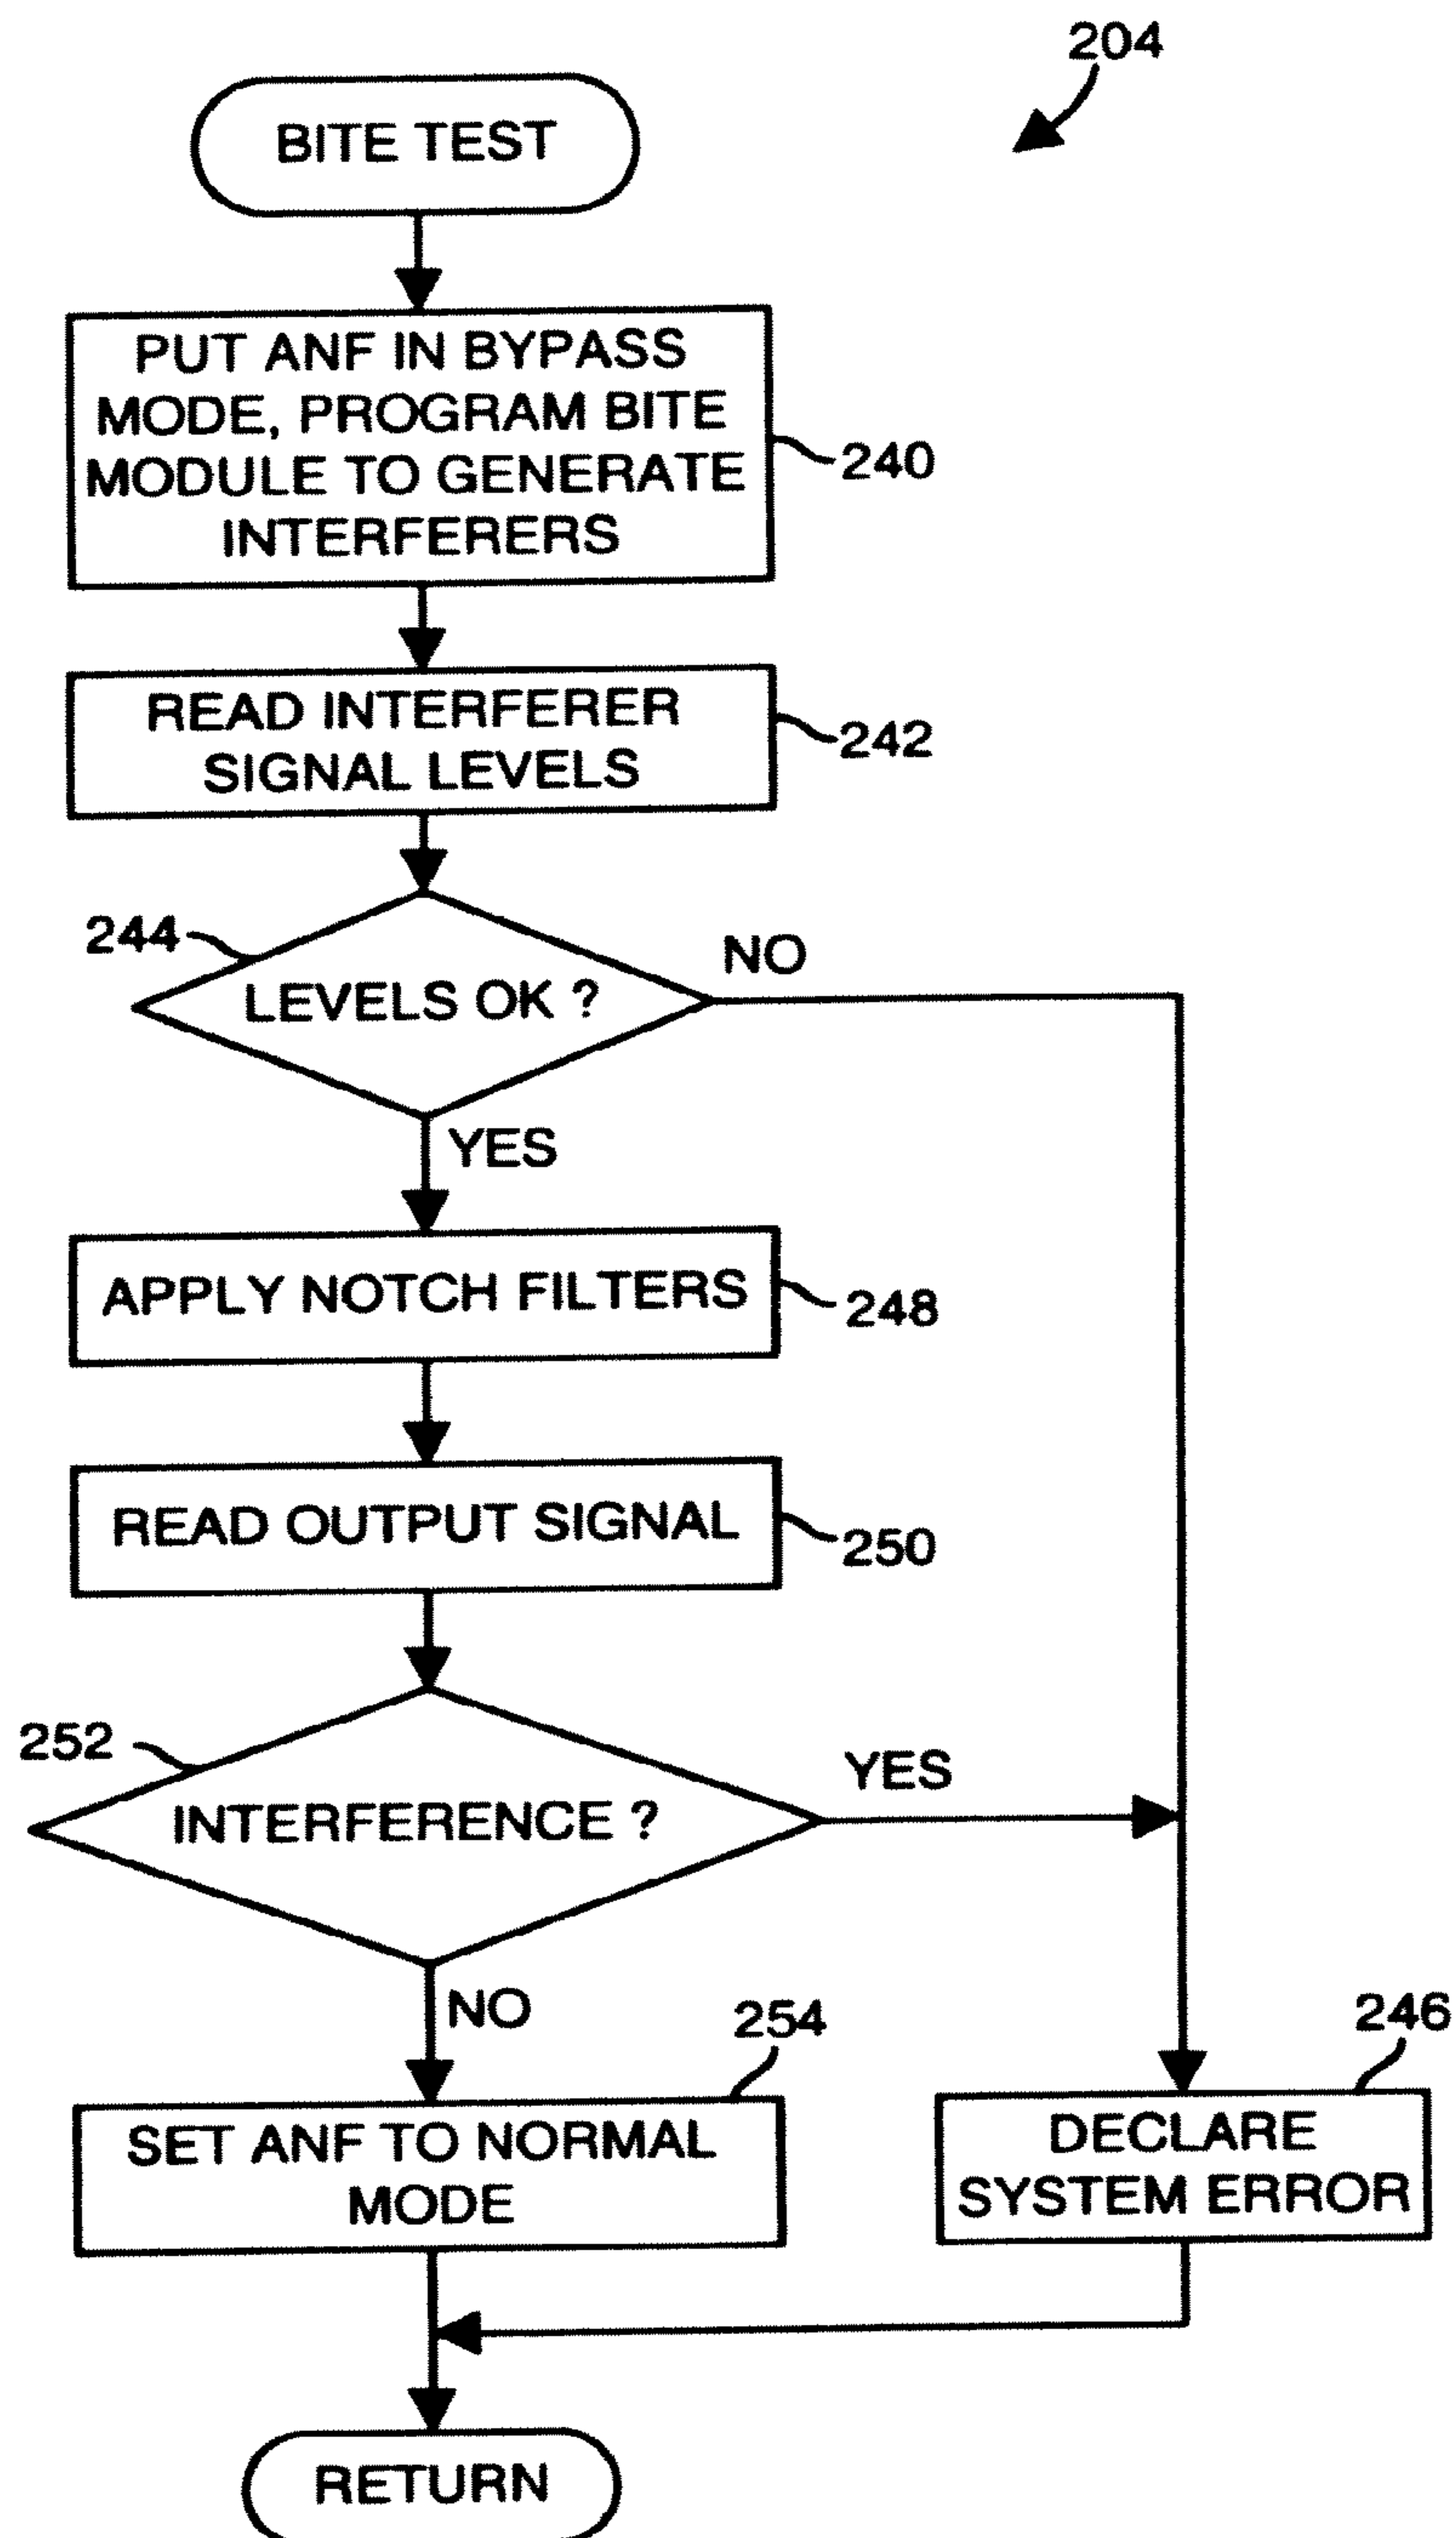 204
BITE TEST
PUT ANF IN BYPASS
MODE, PROGRAM BITE
MODULE TO GENERATE
INTERFERERS
240
READ INTERFERER
SIGNAL LEVELS
242
244
LEVELS OK ?
NO
YES
APPLY NOTCH FILTERS
248
READ OUTPUT SIGNAL
250
252
INTERFERENCE ?
YES
NO
254
SET ANF TO NORMAL
MODE
246
DECLARE
SYSTEM ERROR
RETURN